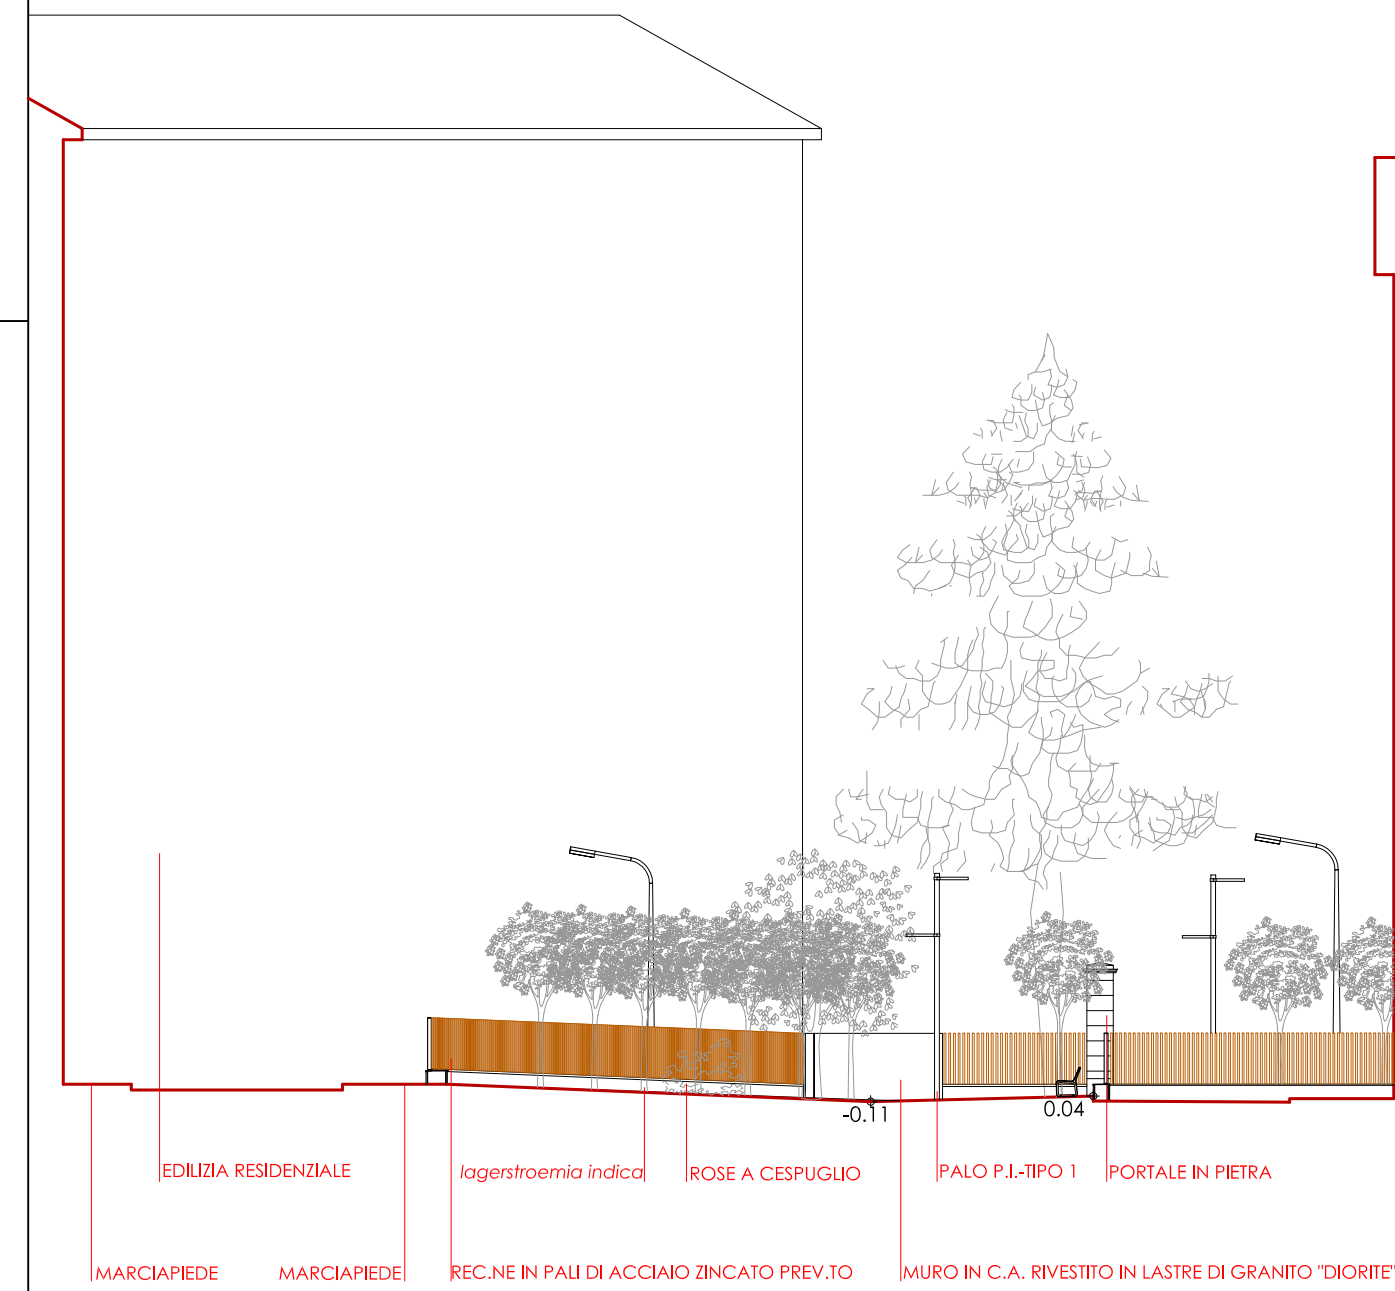 -0.11
0.04
EDILIZIA RESIDENZIALE
lagerstroemia indica
ROSE A CESPUGLIO
PALO P.I.-TIPO 1
PORTALE IN PIETRA
MARCIAPIEDE
MARCIAPIEDE
REC.NE IN PALI DI ACCIAIO ZINCATO PREV.TO
MURO IN C.A. RIVESTITO IN LASTRE DI GRANITO "DIORITE"